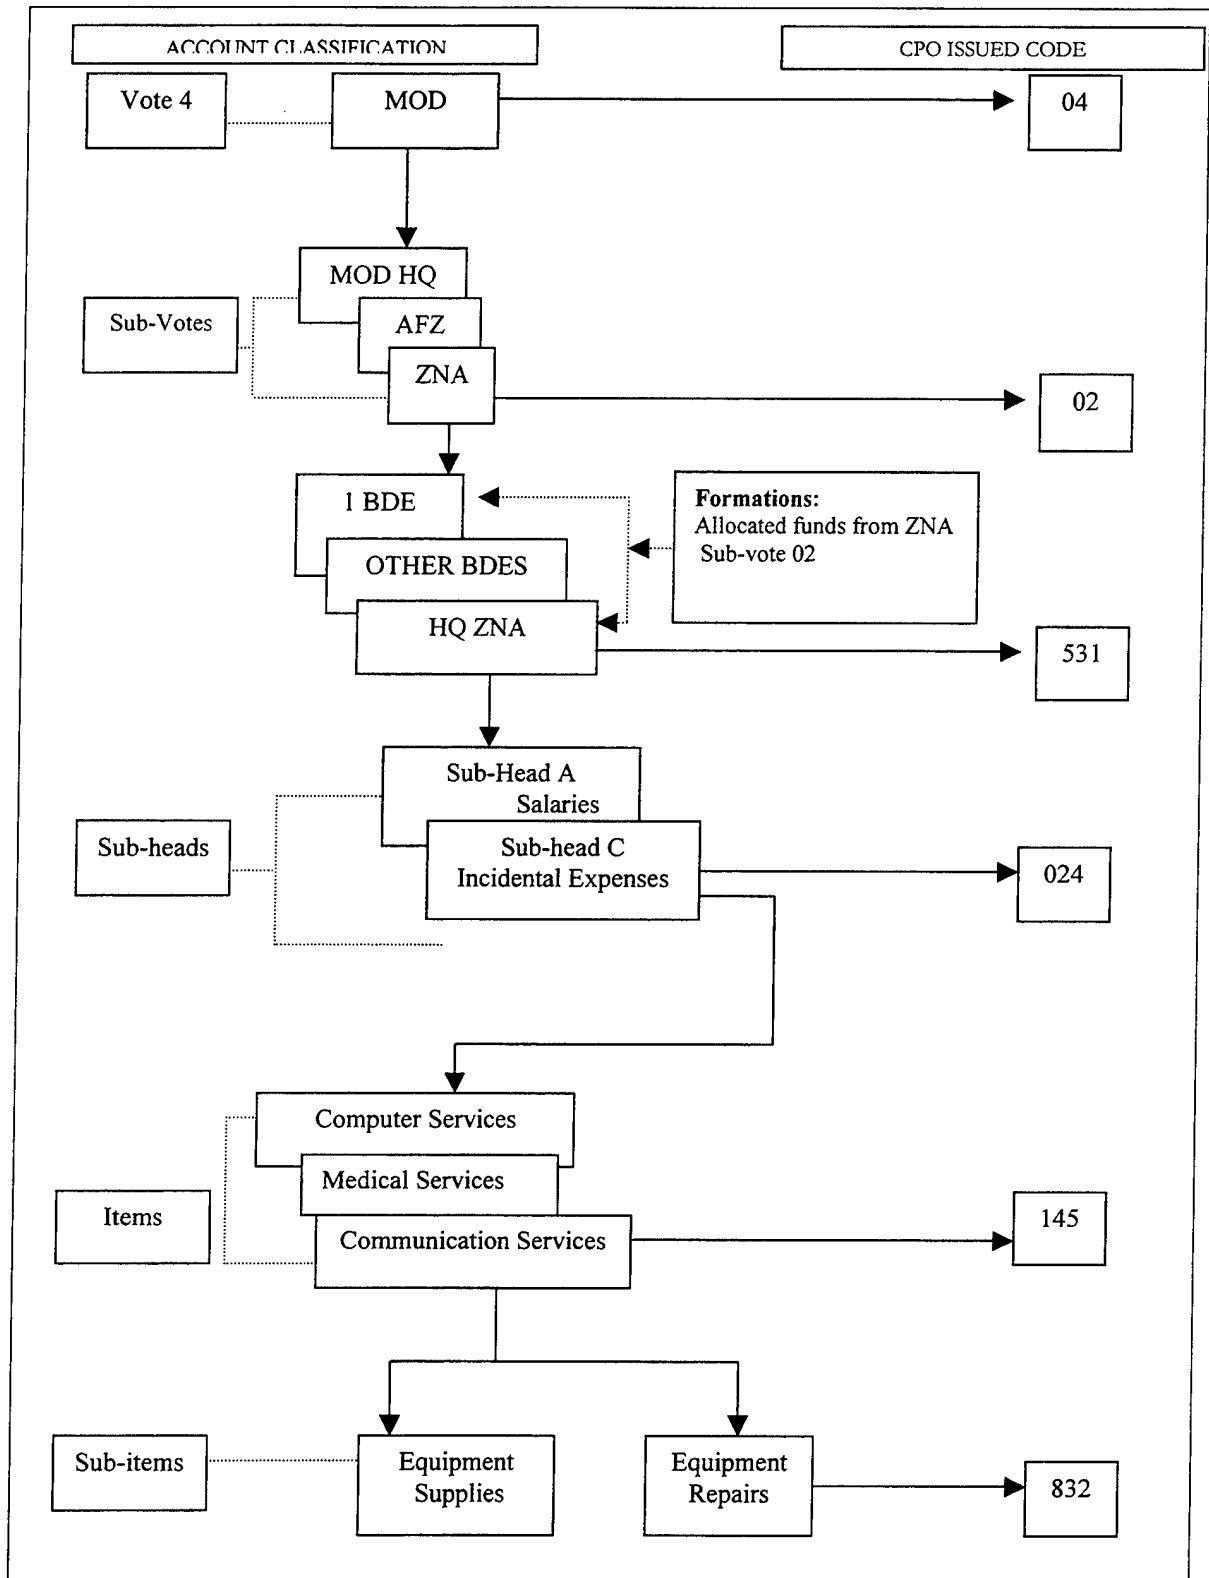 ACCOUNT CLASSIFICATION
CPO ISSUED CODE
Vote 4
MOD
04
MOD HQ
Sub-Votes
AFZ
ZNA
02
1 BDE
Formations:
Allocated funds from ZNA
Sub-vote 02
OTHER BDES
HQ ZNA
531
Sub-Head A
Salaries
Sub-heads
Sub-head C
Incidental Expenses
024
Computer Services
Medical Services
Items
Communication Services
145
Sub-items
Equipment
Supplies
Equipment
Repairs
832